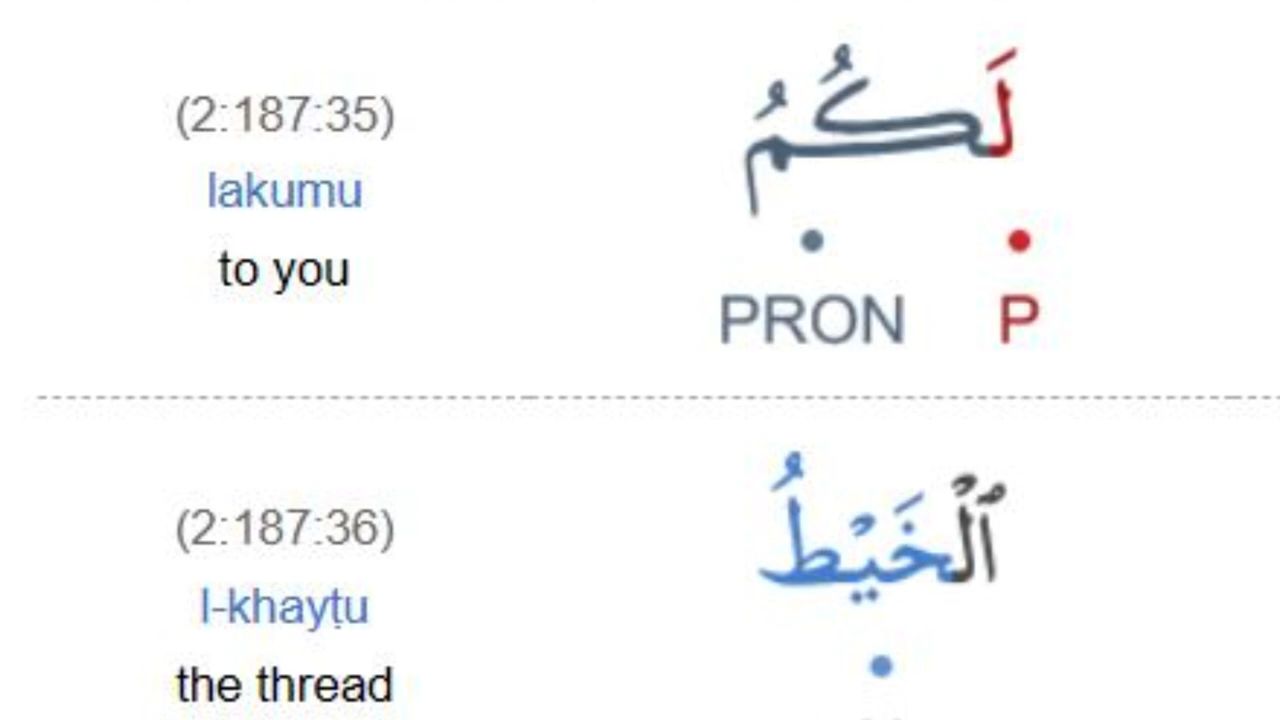 (2:187:35)
lakumu
to you
لَكُمُ
PRON P
(2:187:36)
l-khayṭu
the thread
ٱلْخَيْطُ